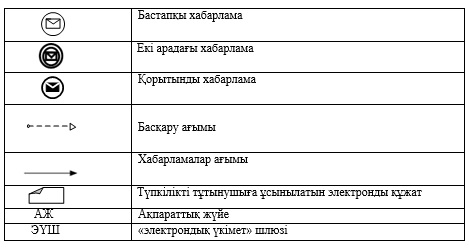 Бастапқы хабарлама
Екі арадағы хабарлама
Қорытынды хабарлама
Басқару ағымы
Хабарламалар ағымы
Түпкілікті тұтынушыға ұсынылатын электронды құжат
АЖ Ақпараттық жүйе
ЭҮШ «электрондық үкімет» шлюзі